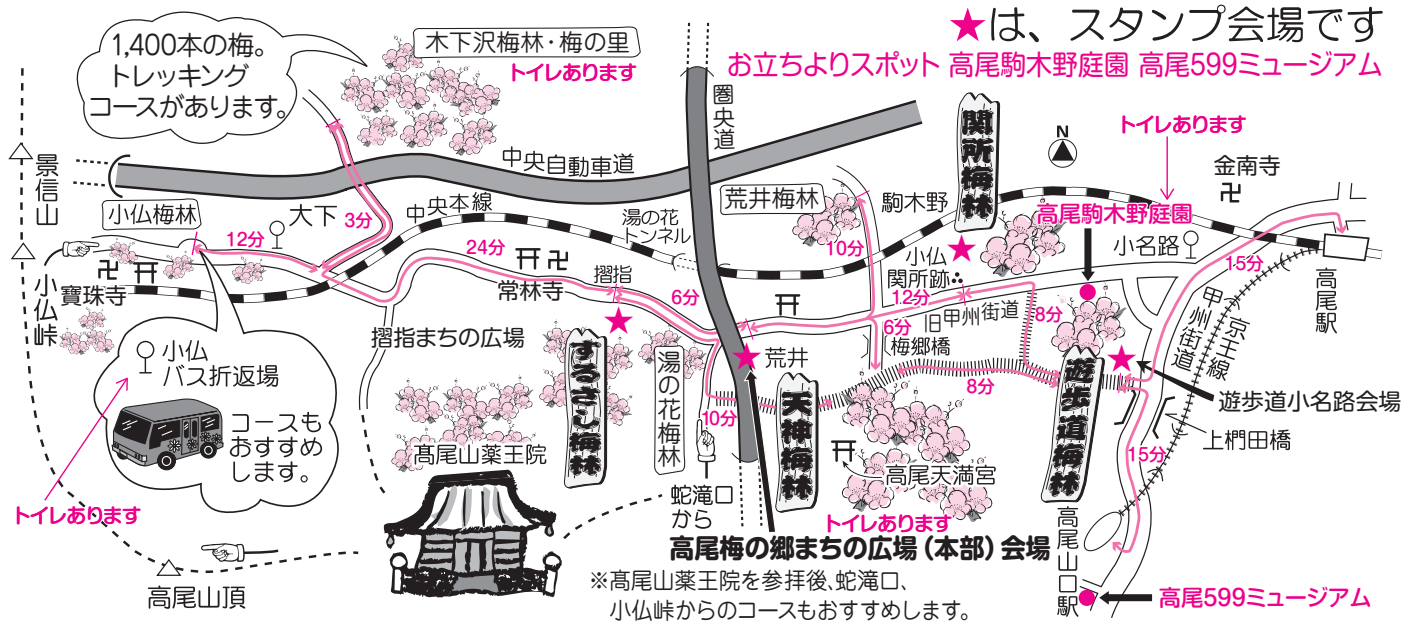 ★は、スタンプ会場です
お立ちよりスポット 高尾駒木野庭園 高尾599ミュージアム
1,400本の梅。
トレッキング
コースがあります。
木下沢梅林・梅の里
トイレあります
圏央道
関所梅林
トイレあります
N
金南寺
景信山
中央自動車道
小仏梅林
大下
3分
中央本線
湯の花
トンネル
荒井梅林
駒木野
高尾駒木野庭園
小名路
12分
24分
10分
小仏
関所跡
15分
高尾駅
小仏峠
寶珠寺
常林寺
摺指
6分
12分
旧甲州街道
8分
甲州街道
京王線
摺指まちの広場
6分
梅郷橋
小仏
バス折返場
するさし梅林
湯の花梅林
荒井
8分
遊歩道梅林
遊歩道小名路会場
コースも
おすすめ
します。
10分
天神梅林
上椚田橋
15分
髙尾山薬王院
高尾天満宮
蛇滝口
から
トイレあります
トイレあります
高尾梅の郷まちの広場(本部)会場
高尾山口駅
高尾山頂
※髙尾山薬王院を参拝後、蛇滝口、
小仏峠からのコースもおすすめします。
高尾599ミュージアム